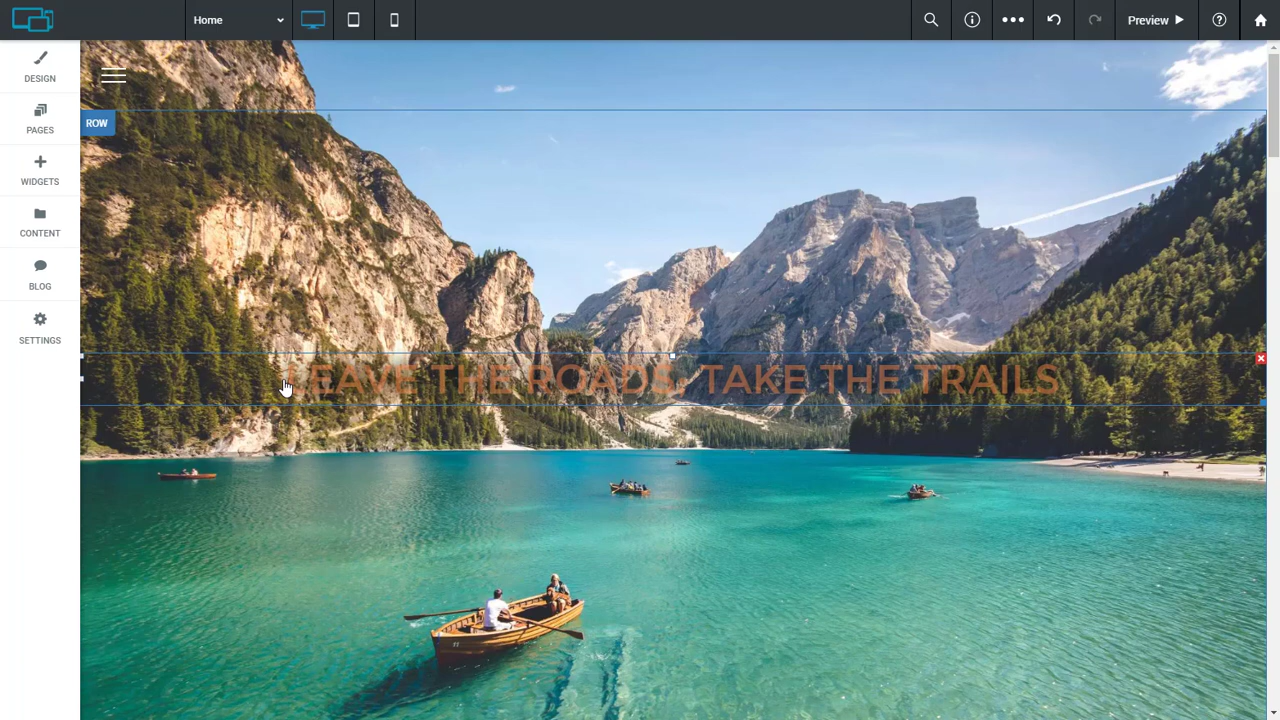 Home
Preview
DESIGN
PAGES
WIDGETS
CONTENT
BLOG
SETTINGS
ROW
LEAVE THE ROADS, TAKE THE TRAILS